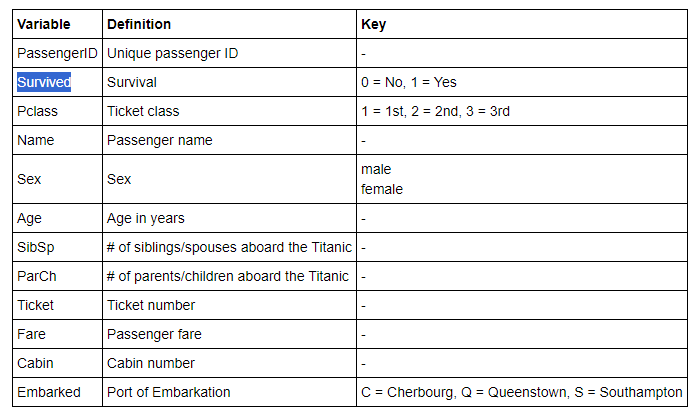 Variable Definition Key
PassengerID Unique passenger ID -
Survived Survival 0 = No, 1 = Yes
Pclass Ticket class 1 = 1st, 2 = 2nd, 3 = 3rd
Name Passenger name -
Sex Sex male
female
Age Age in years -
SibSp # of siblings/spouses aboard the Titanic -
ParCh # of parents/children aboard the Titanic -
Ticket Ticket number -
Fare Passenger fare -
Cabin Cabin number -
Embarked Port of Embarkation C = Cherbourg, Q = Queenstown, S = Southampton